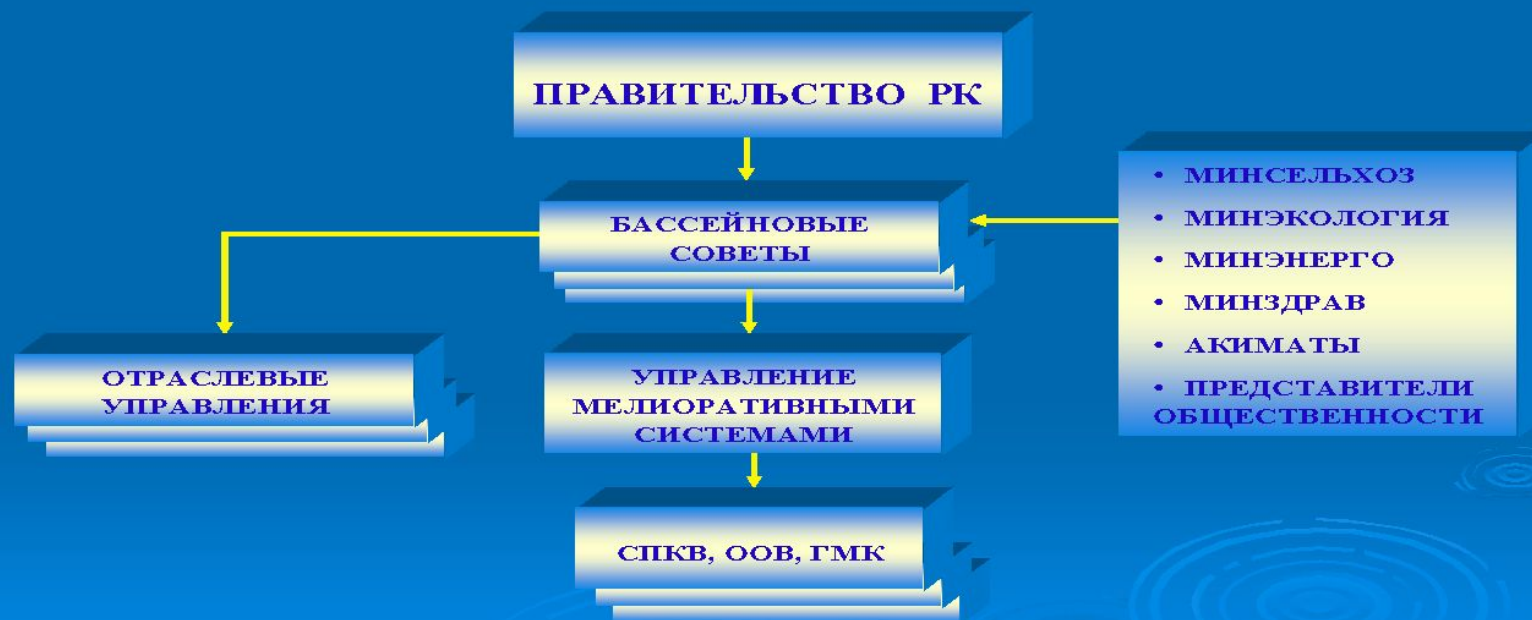 ПРАВИТЕЛЬСТВО РК
БАССЕЙНОВЫЕ
СОВЕТЫ
• МИНСЕЛЬХОЗ
• МИНЭКОЛОГИЯ
• МИНЭНЕРГО
• МИНЗДРАВ
• АКИМАТЫ
• ПРЕДСТАВИТЕЛИ
ОБЩЕСТВЕННОСТИ
ОТРАСЛЕВЫЕ
УПРАВЛЕНИЯ
УПРАВЛЕНИЕ
МЕЛИОРАТИВНЫМИ
СИСТЕМАМИ
СПКВ, ООВ, ГМК